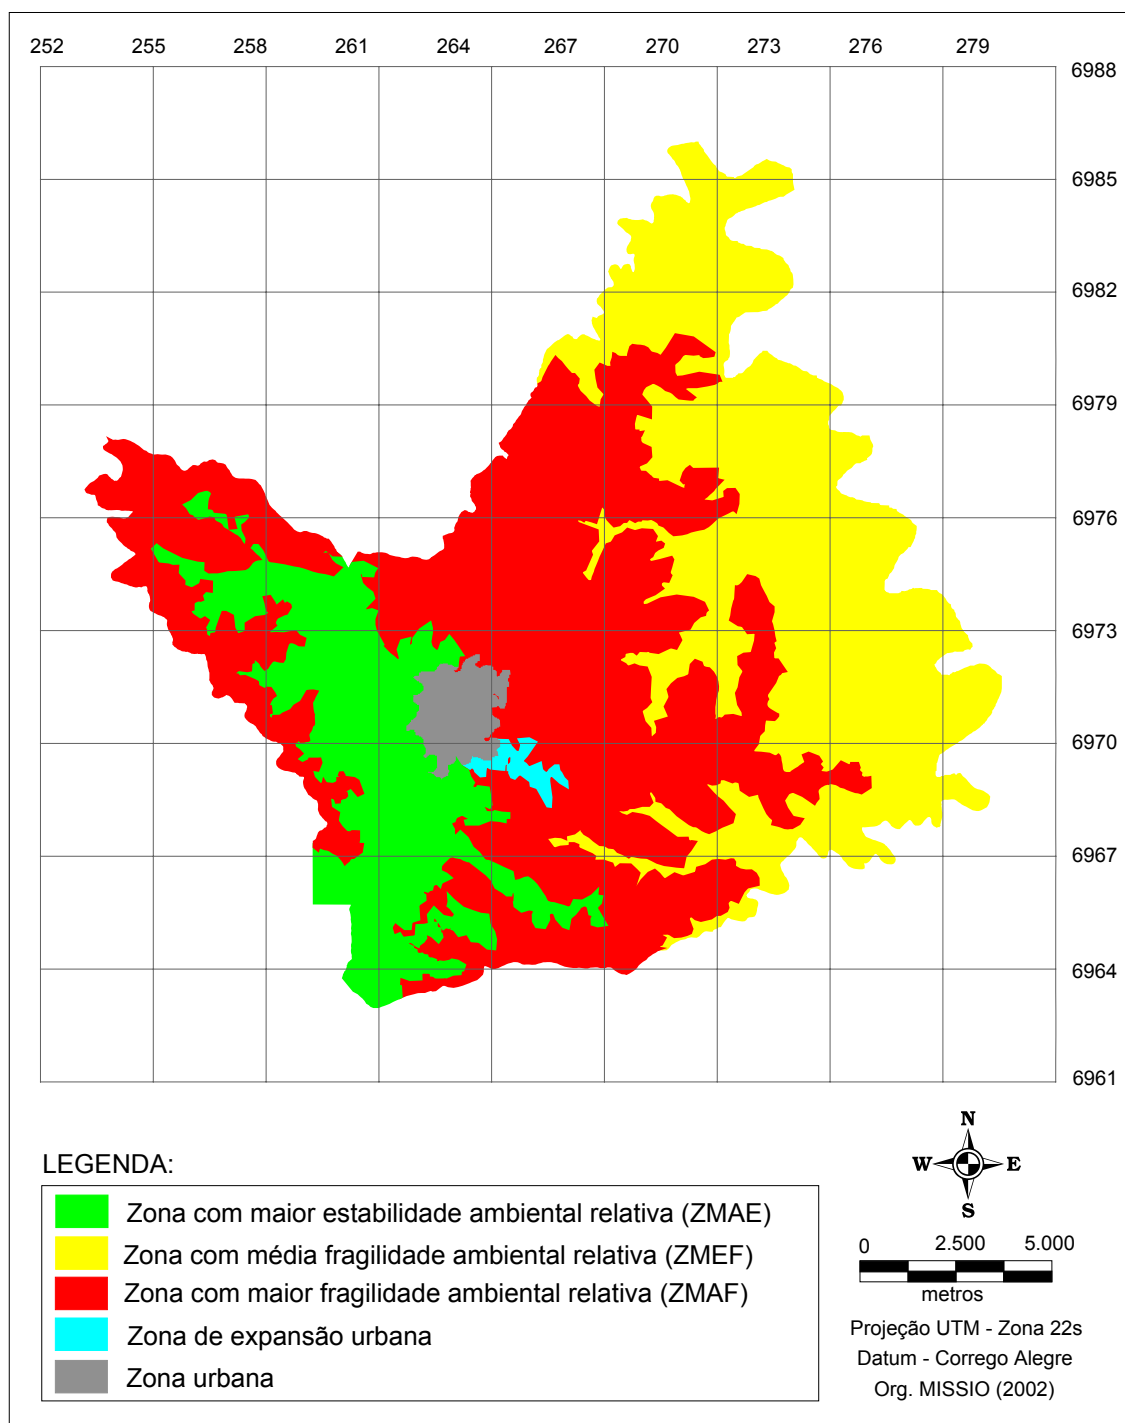 252 255 258 261 264 267 270 273 276 279
6988
6985
6982
6979
6976
6973
6970
6967
6964
6961
N
W E
S
LEGENDA:
Zona com maior estabilidade ambiental relativa (ZMAE)
Zona com média fragilidade ambiental relativa (ZMEF)
Zona com maior fragilidade ambiental relativa (ZMAF)
Zona de expansão urbana
Zona urbana
0 2.500 5.000
metros
Projeção UTM - Zona 22s
Datum - Corrego Alegre
Org. MISSIO (2002)